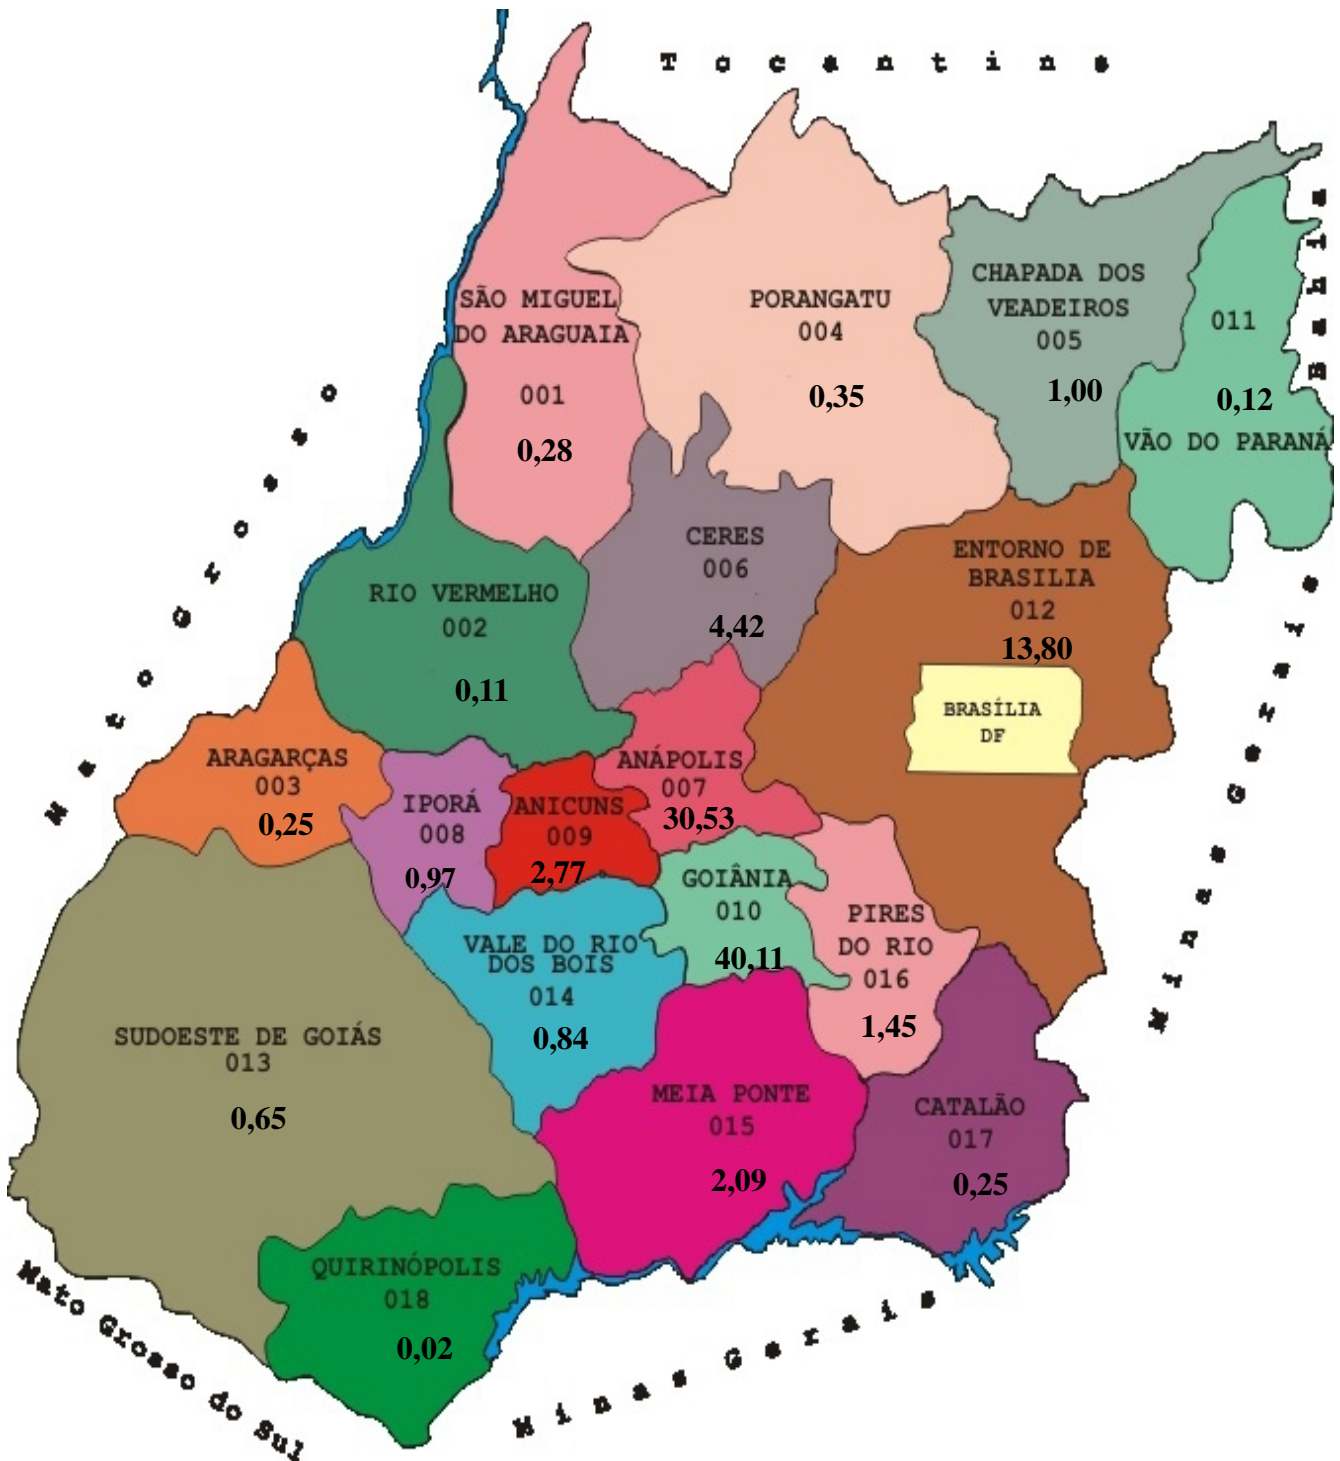 Tocantins
Bahia
SÃO MIGUEL
DO ARAGUAIA
001
0,28
PORANGATU
004
0,35
CHAPADA DOS
VEADEIROS
005
1,00
011
0,12
VÃO DO PARANÁ
Mato Grosso
RIO VERMELHO
002
0,11
CERES
006
4,42
ENTORNO DE
BRASILIA
012
13,80
BRASÍLIA
DF
Minas Gerais
ARAGARÇAS
003
0,25
IPORÁ
008
0,97
ANICUNS
009
2,77
ANÁPOLIS
007
30,53
GOIÂNIA
010
40,11
PIRES
DO RIO
016
1,45
VALE DO RIO
DOS BOIS
014
0,84
SUDOESTE DE GOIÁS
013
0,65
MEIA PONTE
015
2,09
CATALÃO
017
0,25
QUIRINÓPOLIS
018
0,02
Mato Grosso do Sul
Minas Gerais